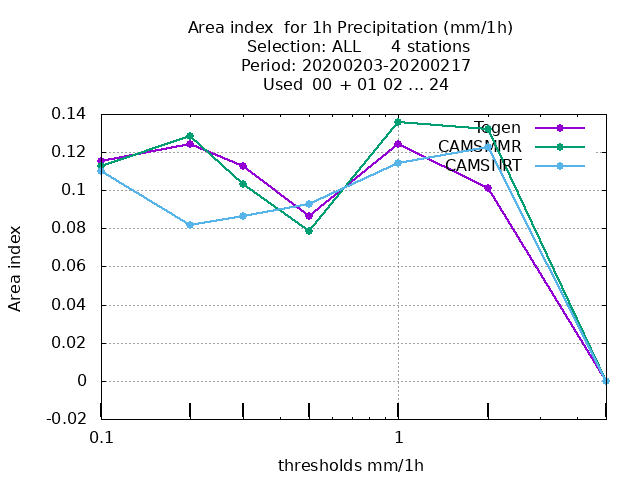 Area index for 1h Precipitation (mm/1h)
Selection: ALL 4 stations
Period: 20200203-20200217
Used 00 + 01 02 ... 24
0.14
0.12
0.1
0.08
0.06
0.04
0.02
0
-0.02
Area index
Tegen
CAMSMMR
CAMSNRT
0.1
1
thresholds mm/1h